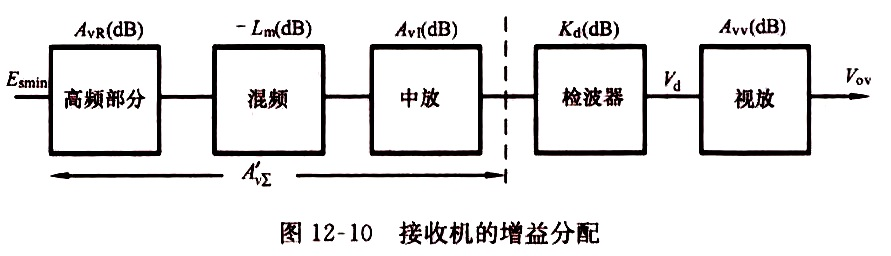 AvR(dB) －Lm(dB) AvI(dB) Kd(dB) Avv(dB)
Esmin 高频部分 混频 中放 检波器 Vd 视放 Vov
A′vΣ
图 12-10 接收机的增益分配